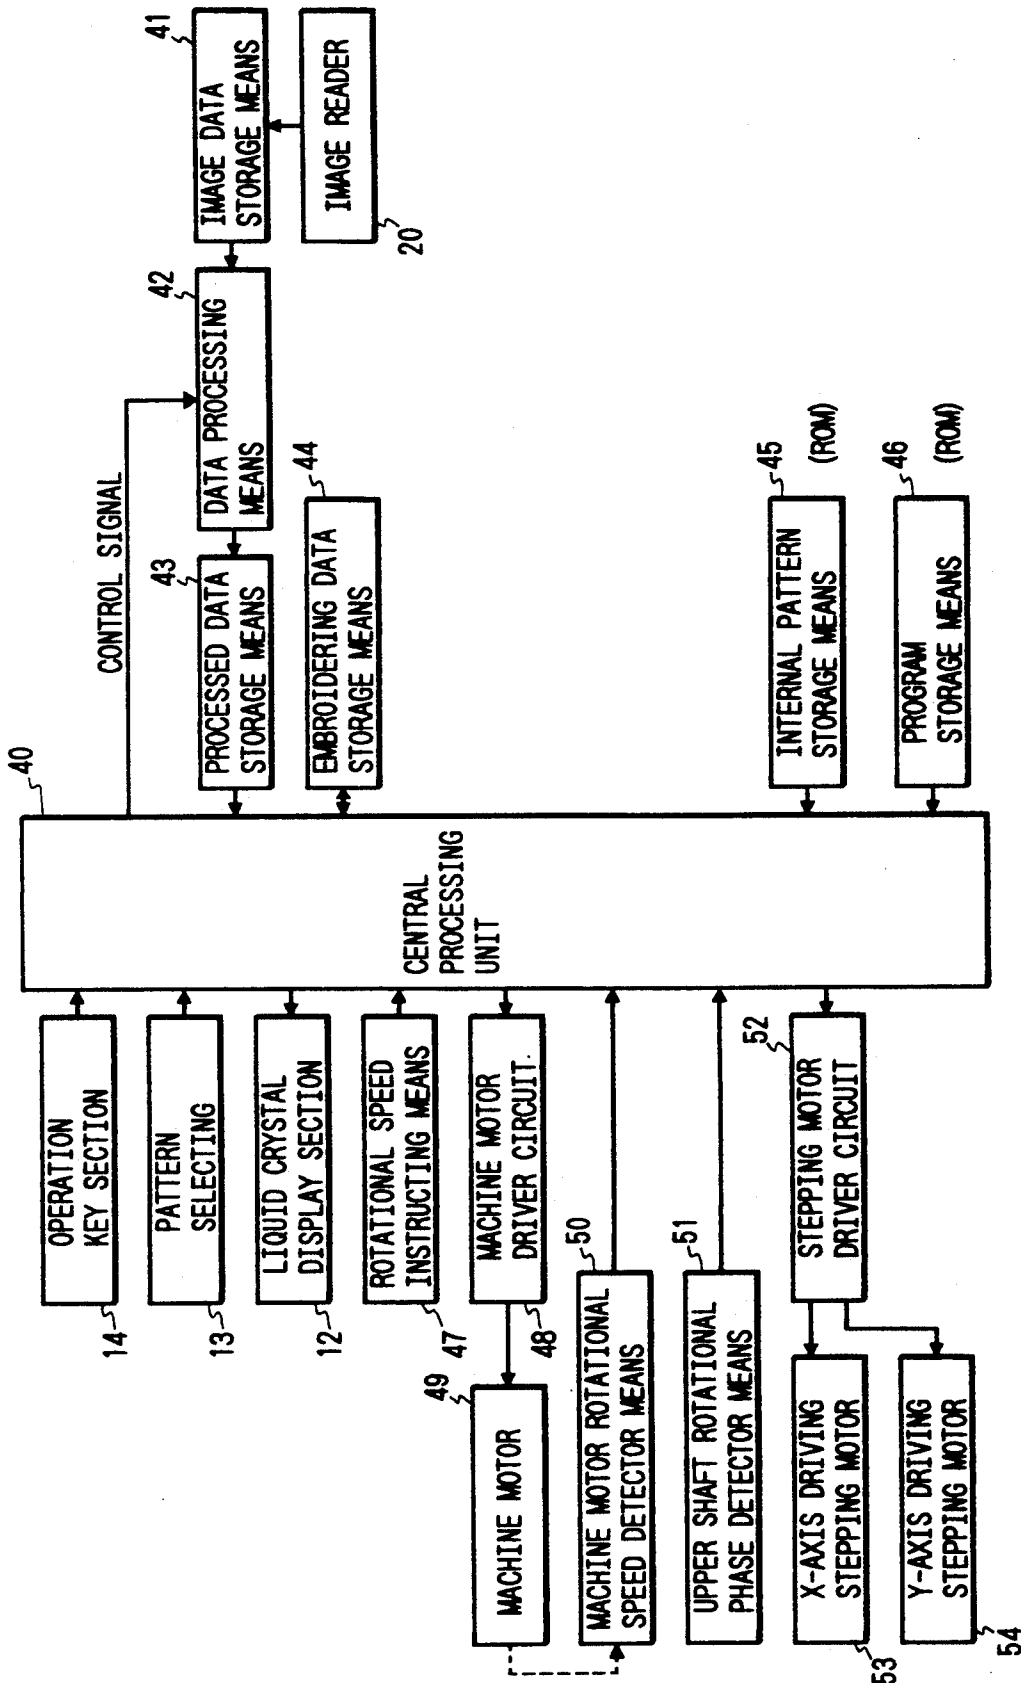 OPERATION
KEY SECTION
14
PATTERN
SELECTING
13
LIQUID CRYSTAL
DISPLAY SECTION
12
ROTATIONAL SPEED
INSTRUCTING MEANS
47
MACHINE MOTOR
DRIVER CIRCUIT.
48
MACHINE MOTOR
49
MACHINE MOTOR ROTATIONAL
SPEED DETECTOR MEANS
50
UPPER SHAFT ROTATIONAL
PHASE DETECTOR MEANS
51
STEPPING MOTOR
DRIVER CIRCUIT
52
X-AXIS DRIVING
STEPPING MOTOR
53
Y-AXIS DRIVING
STEPPING MOTOR
54
CENTRAL
PROCESSING
UNIT
40
CONTROL SIGNAL
PROCESSED DATA
STORAGE MEANS
43
DATA PROCESSING
MEANS
42
IMAGE DATA
STORAGE MEANS
41
IMAGE READER
20
EMBROIDERING DATA
STORAGE MEANS
44
INTERNAL PATTERN
STORAGE MEANS
45
(ROM)
PROGRAM
STORAGE MEANS
46
(ROM)